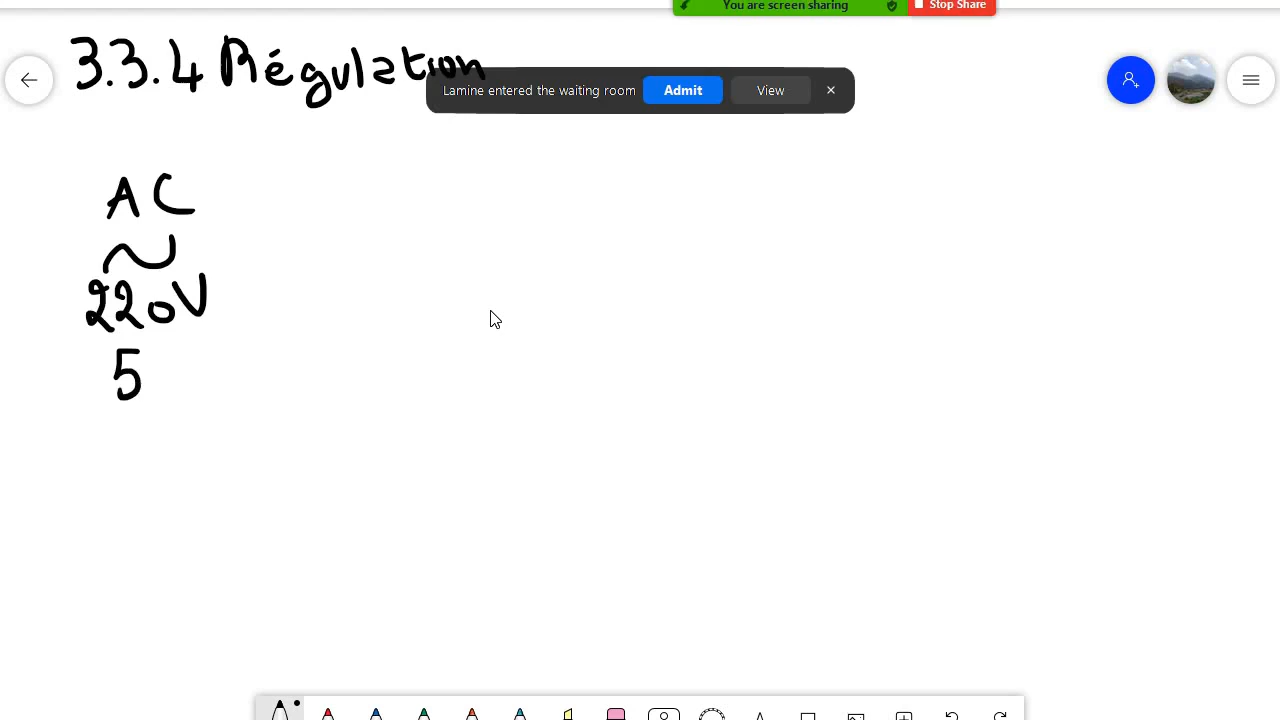 You are screen sharing Stop Share
3.3.4 Régulation
Lamine entered the waiting room Admit View
AC
~
220V
5